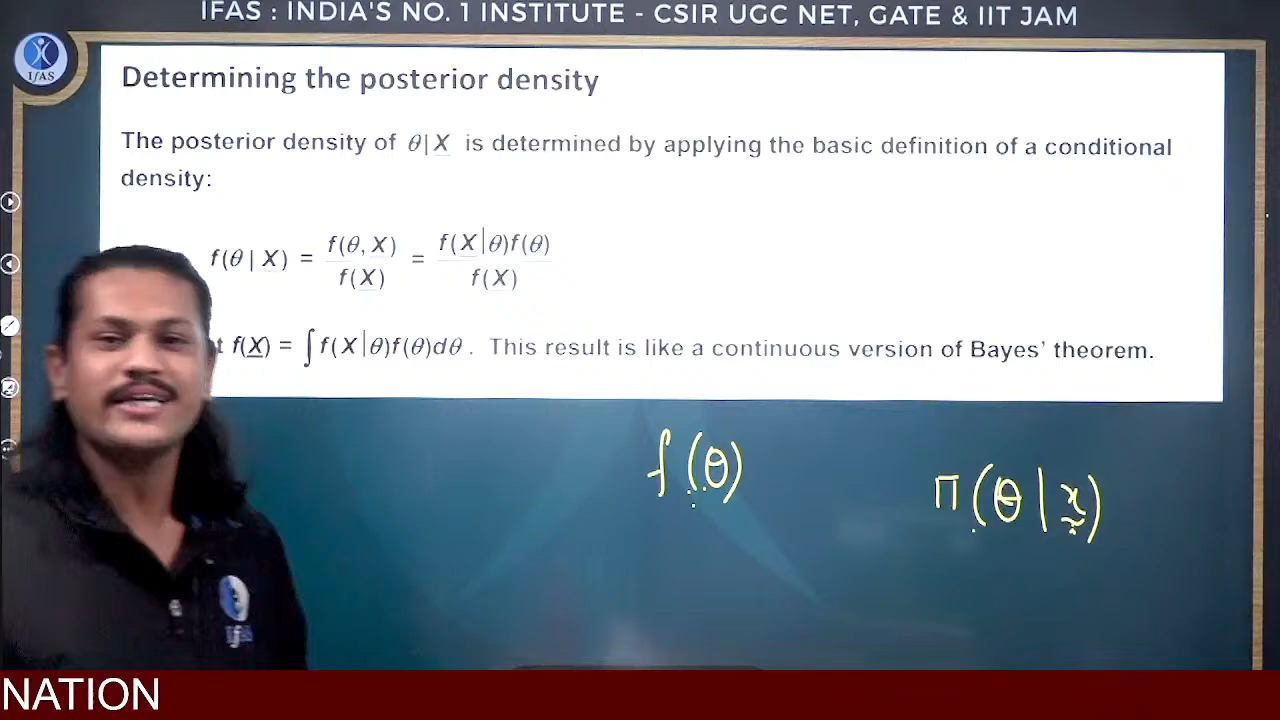 IFAS : INDIA'S NO. 1 INSTITUTE - CSIR UGC NET, GATE & IIT JAM
IfAS
Determining the posterior density
The posterior density of θ|X is determined by applying the basic definition of a conditional
density:
f(θ | X) = f(θ, X) / f(X) = f(X|θ)f(θ) / f(X)
t f(X) = ∫ f(X|θ)f(θ)dθ . This result is like a continuous version of Bayes' theorem.
f(θ)
Π(θ | x)
IfAS
NATION